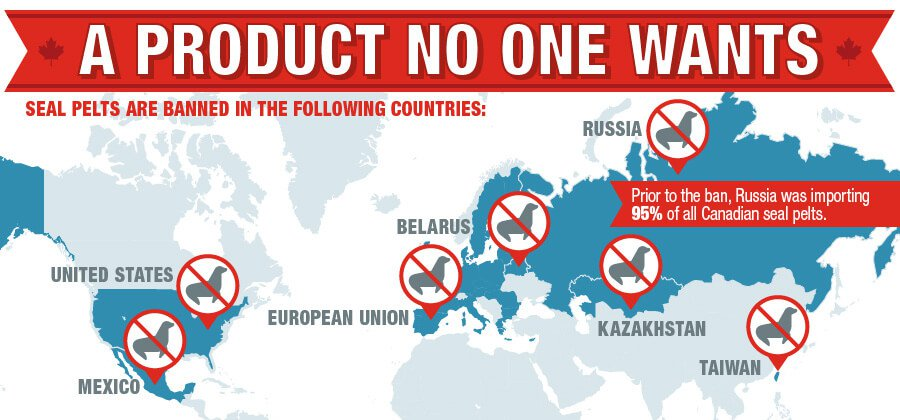 A PRODUCT NO ONE WANTS
SEAL PELTS ARE BANNED IN THE FOLLOWING COUNTRIES:
RUSSIA
Prior to the ban, Russia was importing
95% of all Canadian seal pelts.
BELARUS
UNITED STATES
EUROPEAN UNION
KAZAKHSTAN
TAIWAN
MEXICO